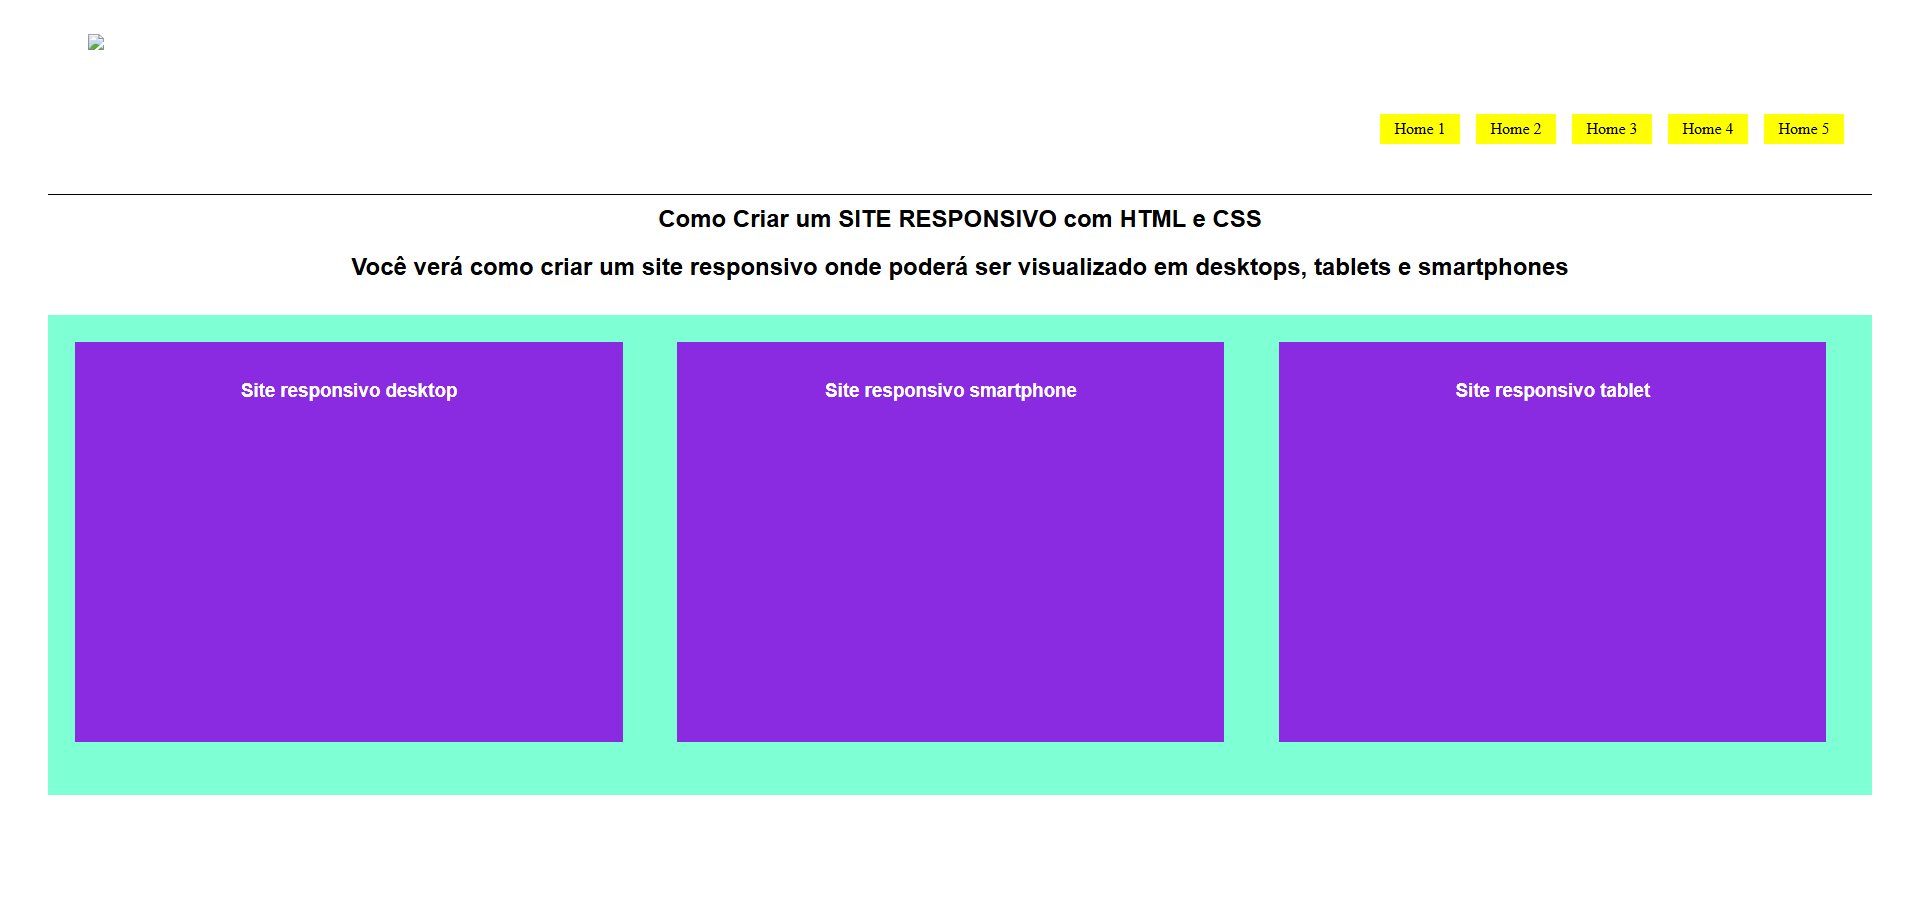 Home 1 Home 2 Home 3 Home 4 Home 5
Como Criar um SITE RESPONSIVO com HTML e CSS
Você verá como criar um site responsivo onde poderá ser visualizado em desktops, tablets e smartphones
Site responsivo desktop
Site responsivo smartphone
Site responsivo tablet